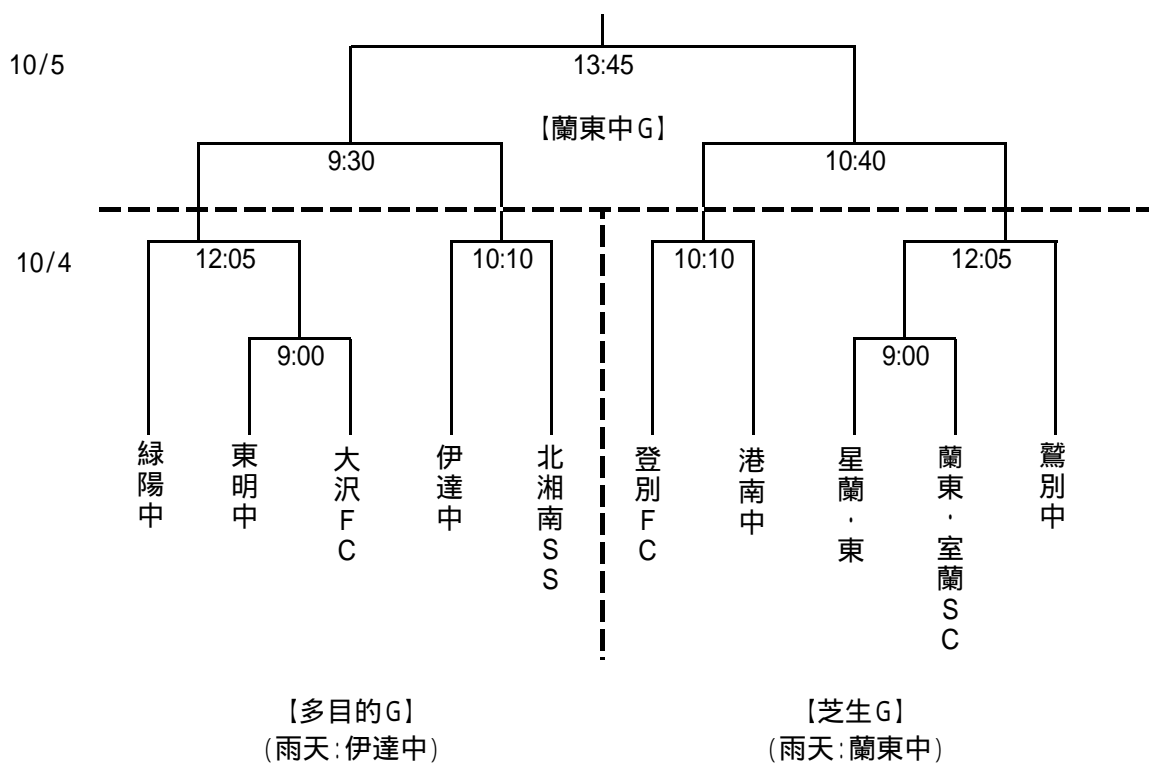 10/5
13:45
【蘭東中G】
9:30
10:40
10/4
12:05
10:10
10:10
12:05
9:00
9:00
緑陽中
東明中
大沢FC
伊達中
北湘南SS
登別FC
港南中
星蘭・東
蘭東・室蘭SC
鷲別中
【多目的G】
(雨天:伊達中)
【芝生G】
(雨天:蘭東中)